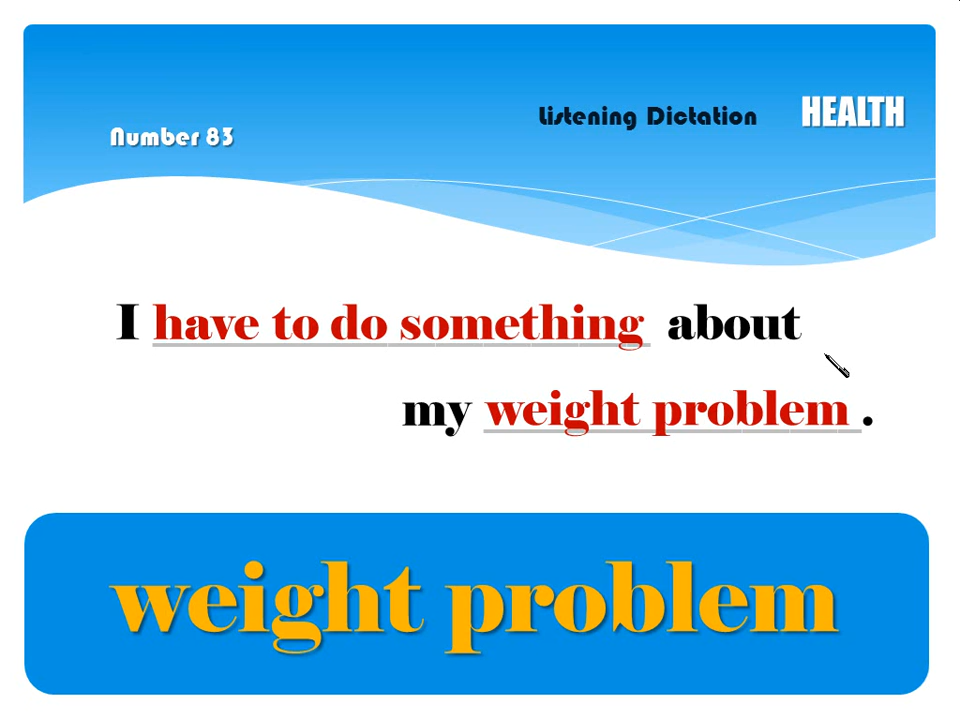 Listening Dictation HEALTH
Number 83
I have to do something about
my weight problem .
weight problem